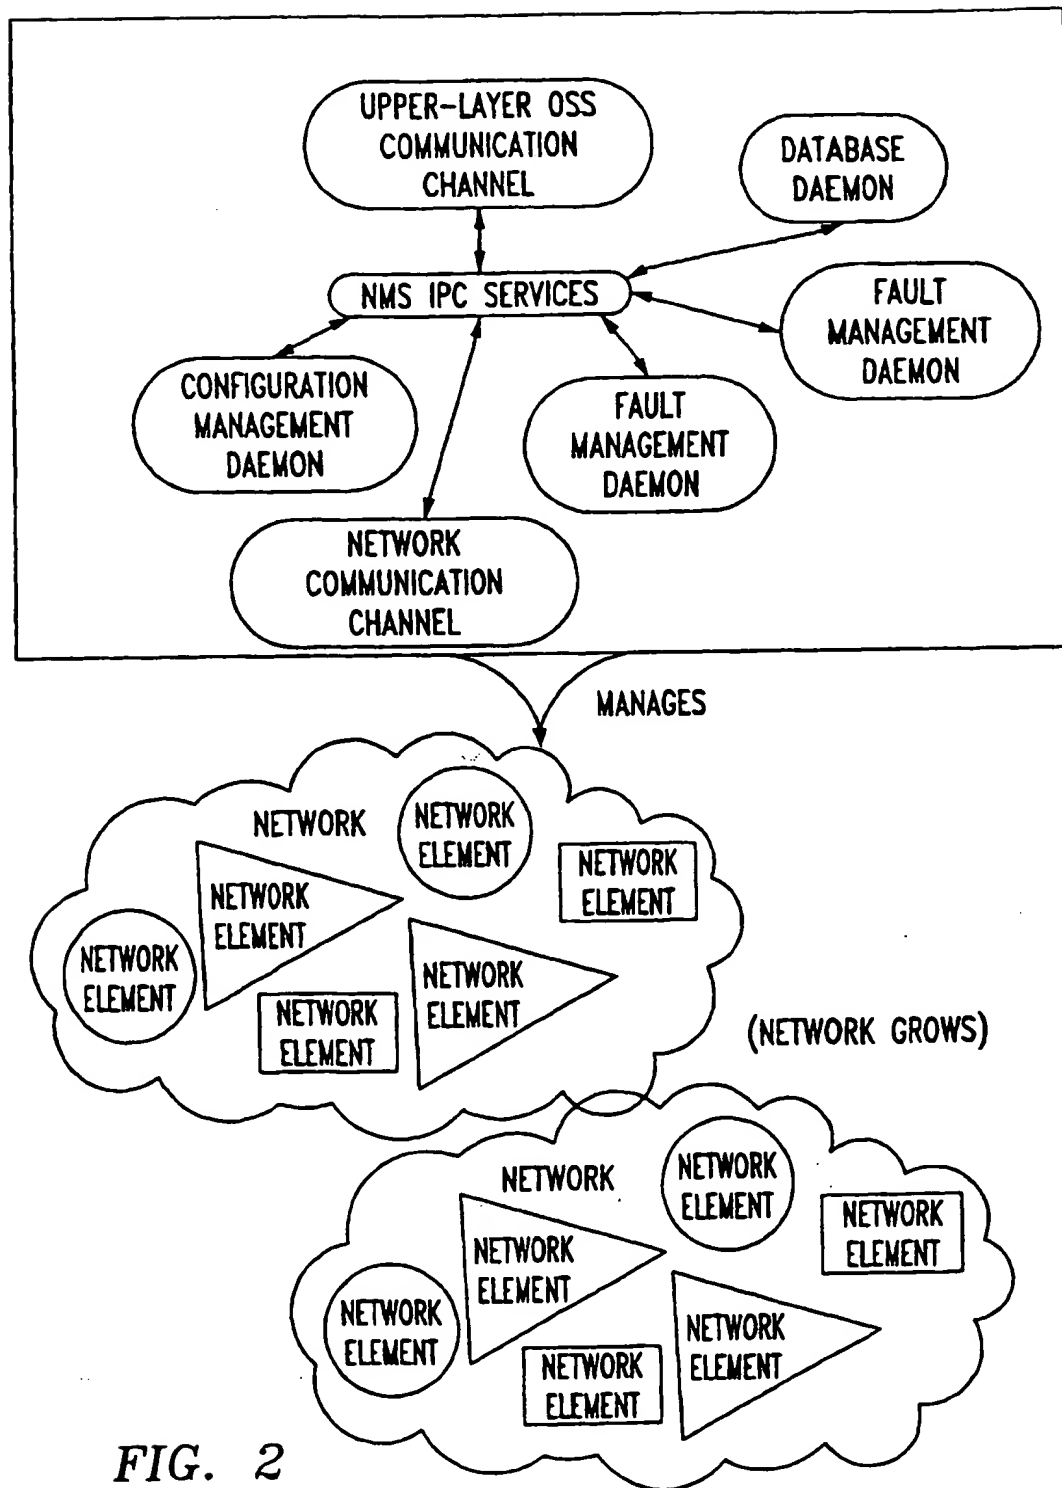 UPPER-LAYER OSS
COMMUNICATION
CHANNEL
DATABASE
DAEMON
NMS IPC SERVICES
FAULT
MANAGEMENT
DAEMON
CONFIGURATION
MANAGEMENT
DAEMON
FAULT
MANAGEMENT
DAEMON
NETWORK
COMMUNICATION
CHANNEL
MANAGES
NETWORK
NETWORK
ELEMENT
NETWORK
ELEMENT
NETWORK
ELEMENT
NETWORK
ELEMENT
NETWORK
ELEMENT
NETWORK
ELEMENT
(NETWORK GROWS)
NETWORK
NETWORK
ELEMENT
NETWORK
ELEMENT
NETWORK
ELEMENT
NETWORK
ELEMENT
NETWORK
ELEMENT
NETWORK
ELEMENT
FIG. 2